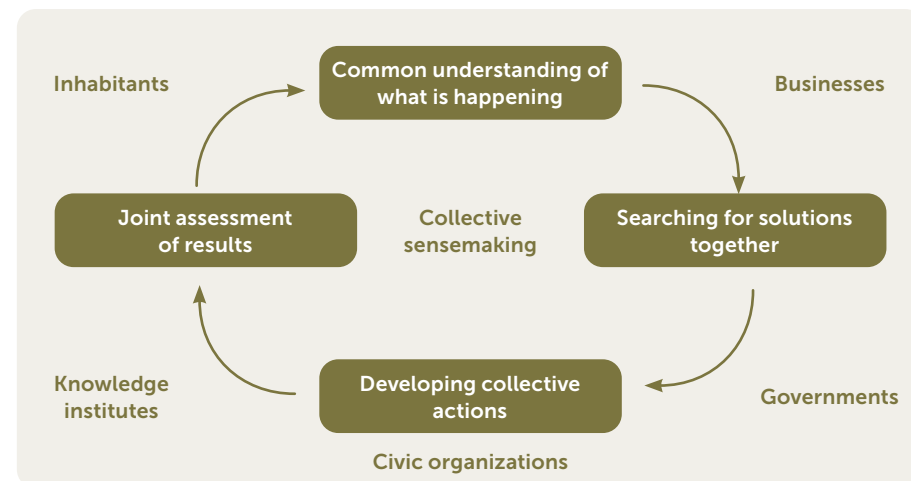 Common understanding of
what is happening
Inhabitants
Businesses
Joint assessment
of results
Collective
sensemaking
Searching for solutions
together
Knowledge
institutes
Developing collective
actions
Governments
Civic organizations